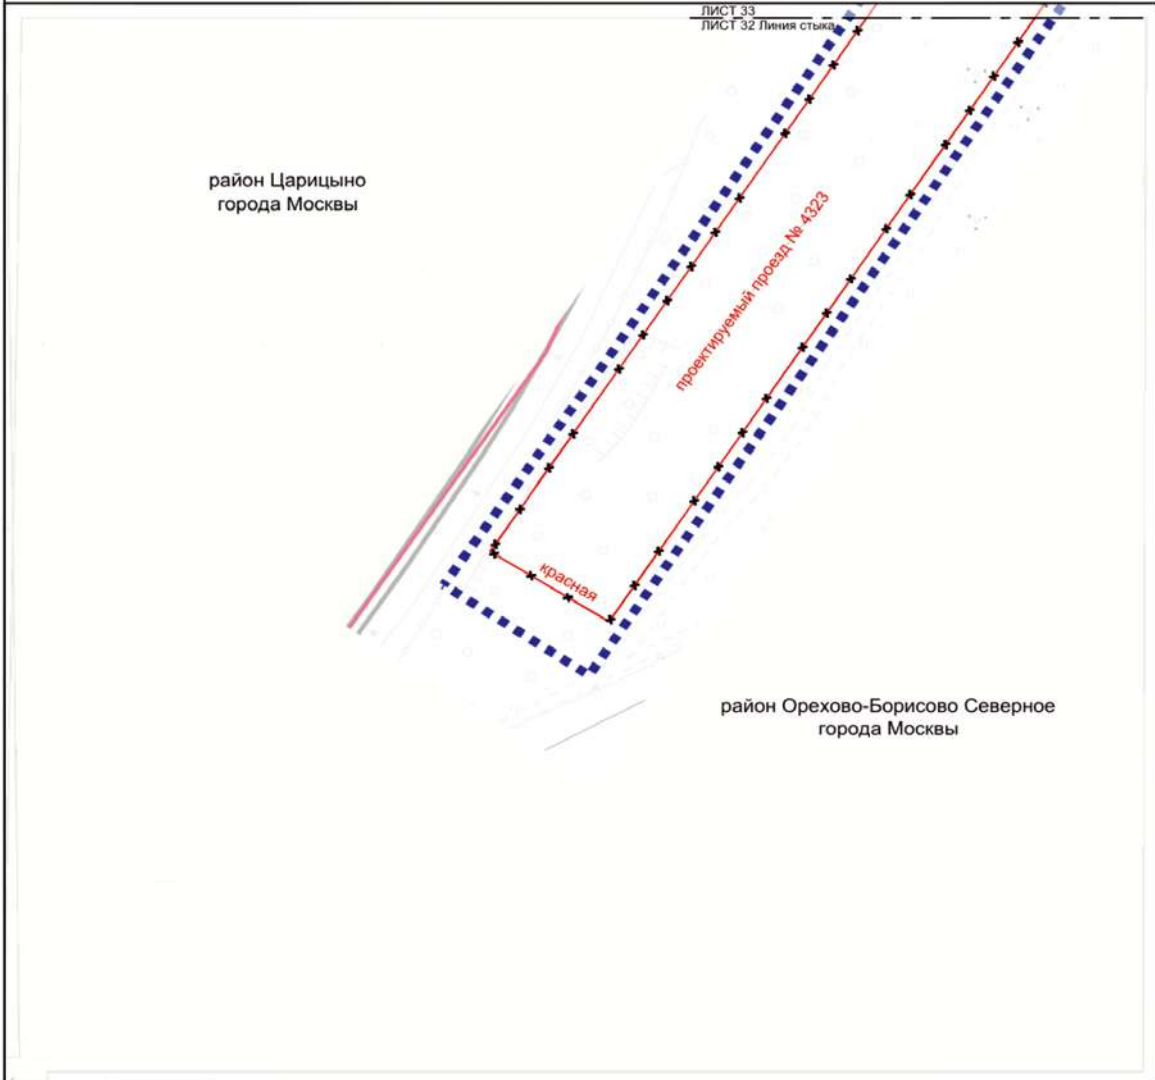 ЛИСТ 33
ЛИСТ 32 Линия стыка
район Царицыно
города Москвы
проектируемый проезд № 4323
красная
район Орехово-Борисово Северное
города Москвы